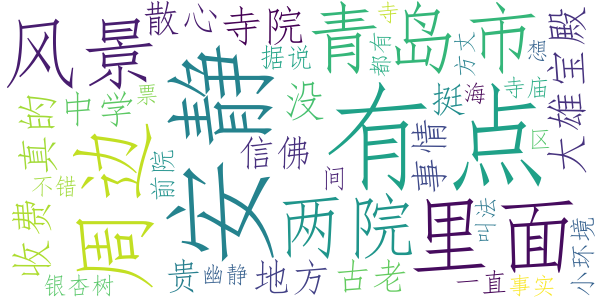 风景
散心
寺院
青岛市
寺
都有
据说
方丈
想
大雄宝殿
安静
没
有点
挺
海
寺庙
区
收费
真的
中学
票
周边
信佛
间
事情
不错
前院
两院
里面
叫法
小环境
银杏树
贵
幽静
地方
古老
一直
事实